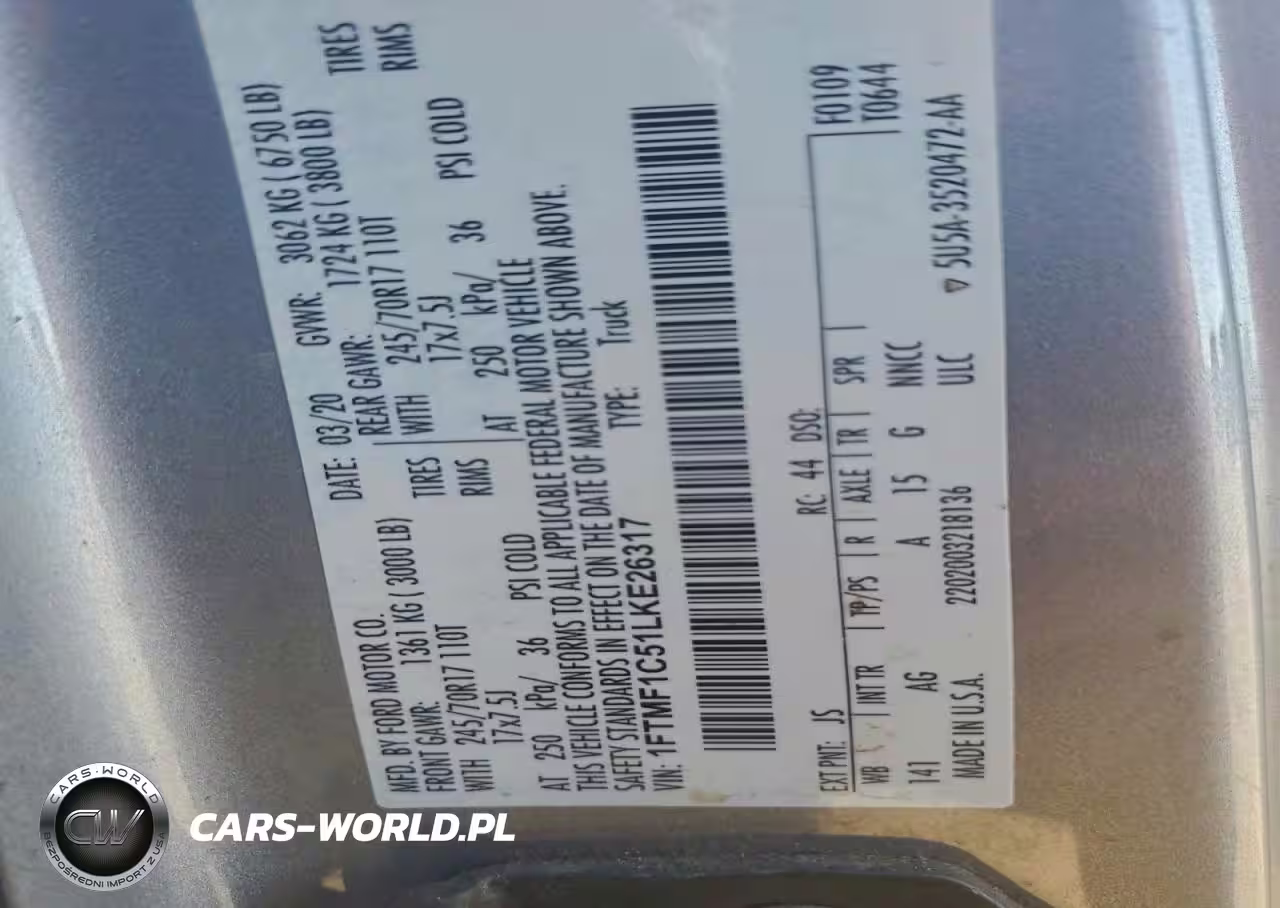 MFD. BY FORD MOTOR CO.
DATE: 03/20 GVWR: 3062 KG ( 6750 LB)
FRONT GAWR: 1361 KG ( 3000 LB) REAR GAWR: 1724 KG ( 3800 LB)
WITH 245/70R17 110T TIRES WITH 245/70R17 110T TIRES
17x7.5J RIMS 17x7.5J RIMS
AT 250 kPa/ 36 PSI COLD AT 250 kPa/ 36 PSI COLD
THIS VEHICLE CONFORMS TO ALL APPLICABLE FEDERAL MOTOR VEHICLE
SAFETY STANDARDS IN EFFECT ON THE DATE OF MANUFACTURE SHOWN ABOVE.
VIN: 1FTMF1C51LKE26317 TYPE: Truck
F0109
T0644
EXT PNT: JS RC: 44 DSO:
WB INT TR TP/PS R AXLE TR SPR
141 AG A 15 G NNCC
MADE IN U.S.A. 2202003218136 ULC
5U5A-3520472-AA
CARS-WORLD
CW
BEZPOŚREDNI IMPORT Z USA
CARS-WORLD.PL